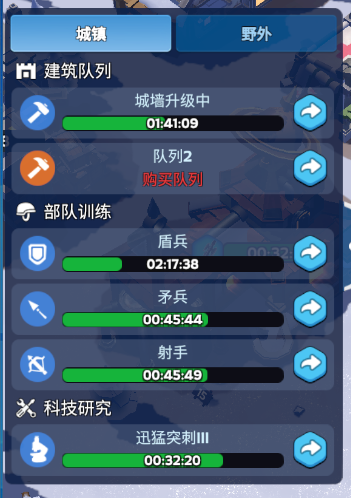 城镇 野外
建筑队列
城墙升级中
01:41:09
队列2
购买队列
部队训练
盾兵
02:17:38
矛兵
00:45:44
射手
00:45:49
科技研究
迅猛突刺III
00:32:20